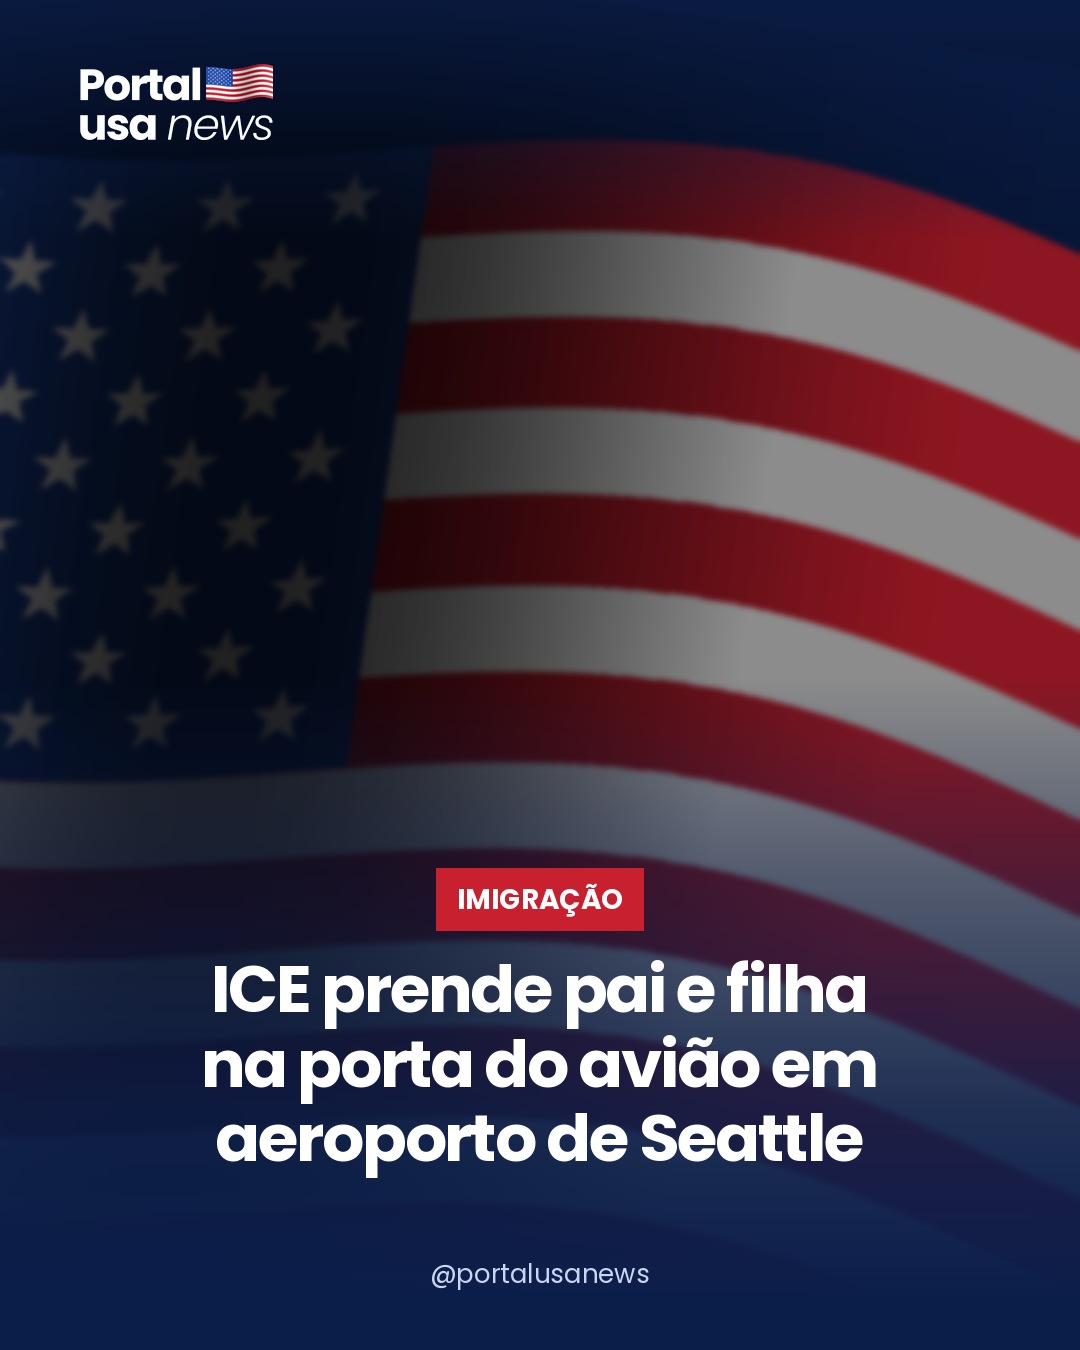 Portal
usa news
IMIGRAÇÃO
ICE prende pai e filha
na porta do avião em
aeroporto de Seattle
@portalusanews